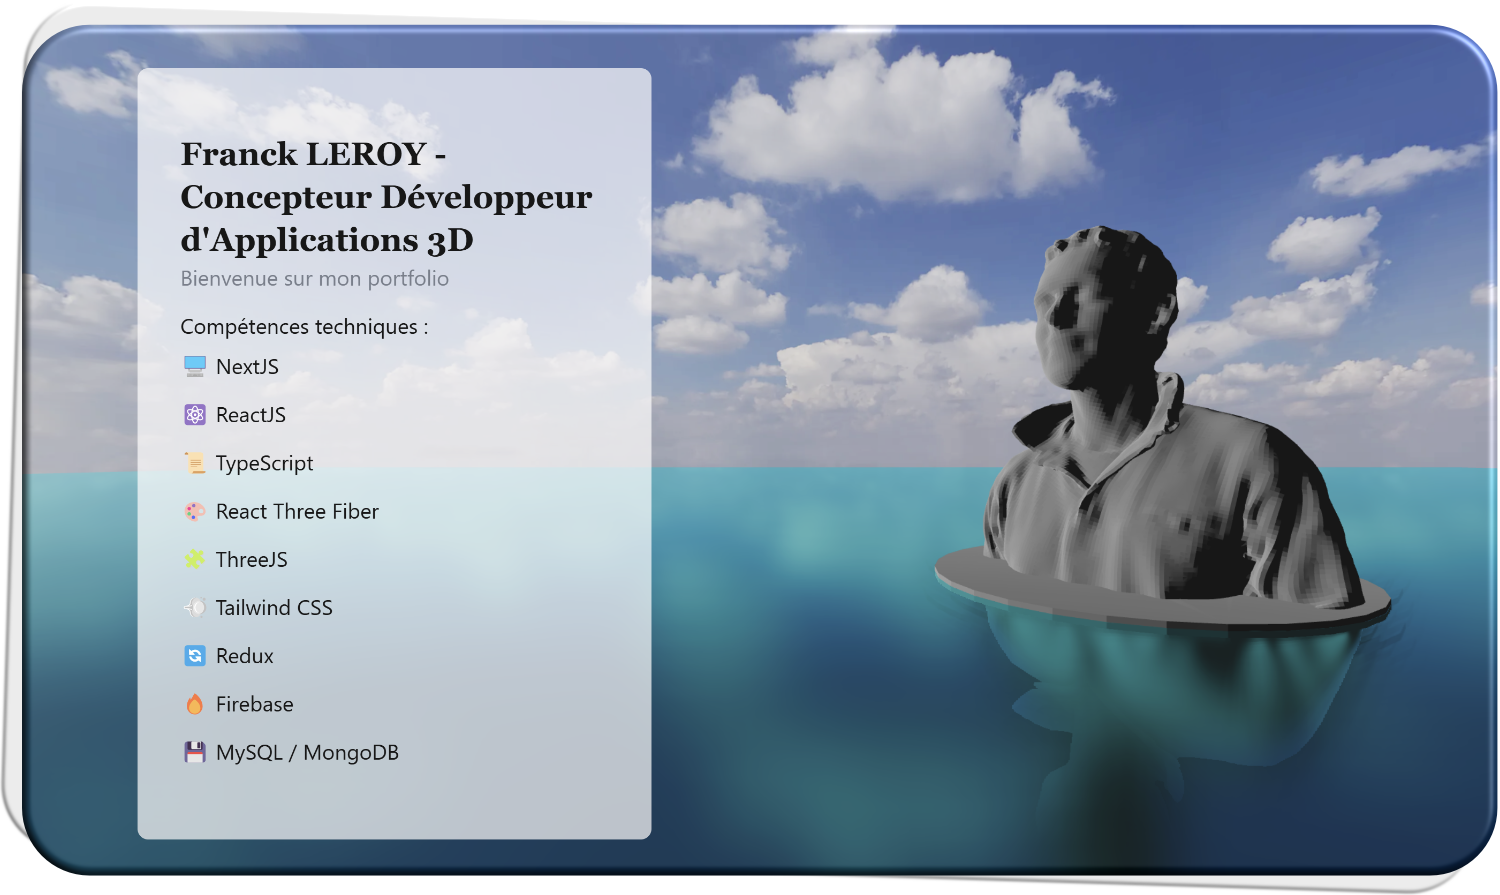 Franck LEROY -
Concepteur Développeur
d'Applications 3D
Bienvenue sur mon portfolio
Compétences techniques :
NextJS
ReactJS
TypeScript
React Three Fiber
ThreeJS
Tailwind CSS
Redux
Firebase
MySQL / MongoDB